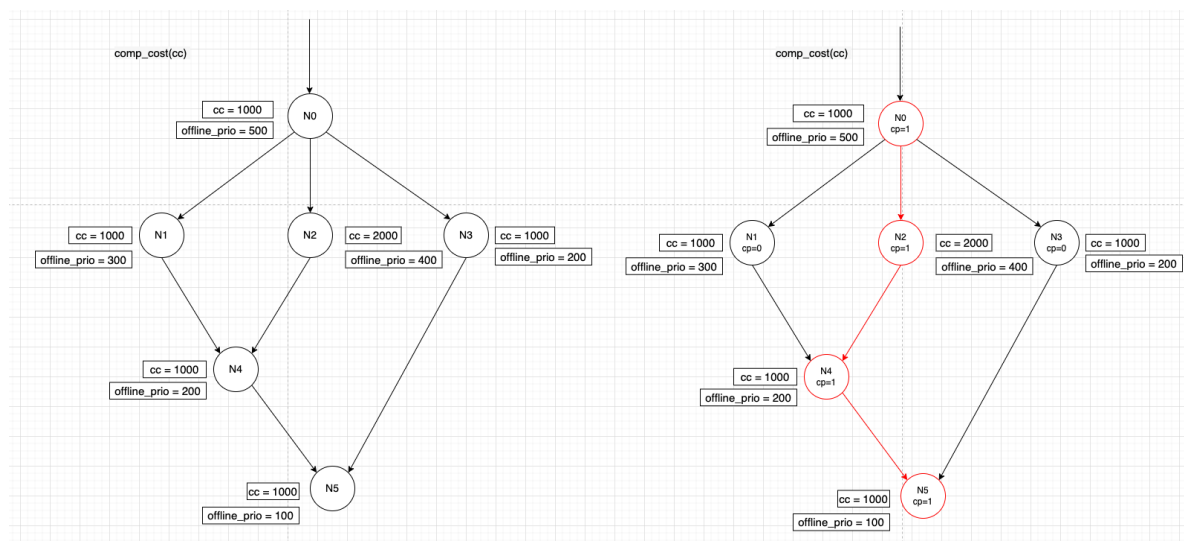 comp_cost(cc)
cc = 1000
offline_prio = 500
N0
N1
cc = 1000
offline_prio = 300
N2
cc = 2000
offline_prio = 400
N3
cc = 1000
offline_prio = 200
cc = 1000
offline_prio = 200
N4
cc = 1000
offline_prio = 100
N5
comp_cost(cc)
cc = 1000
offline_prio = 500
N0
cp=1
cc = 1000
offline_prio = 300
N1
cp=0
N2
cp=1
cc = 2000
offline_prio = 400
N3
cp=0
cc = 1000
offline_prio = 200
cc = 1000
offline_prio = 200
N4
cp=1
cc = 1000
offline_prio = 100
N5
cp=1